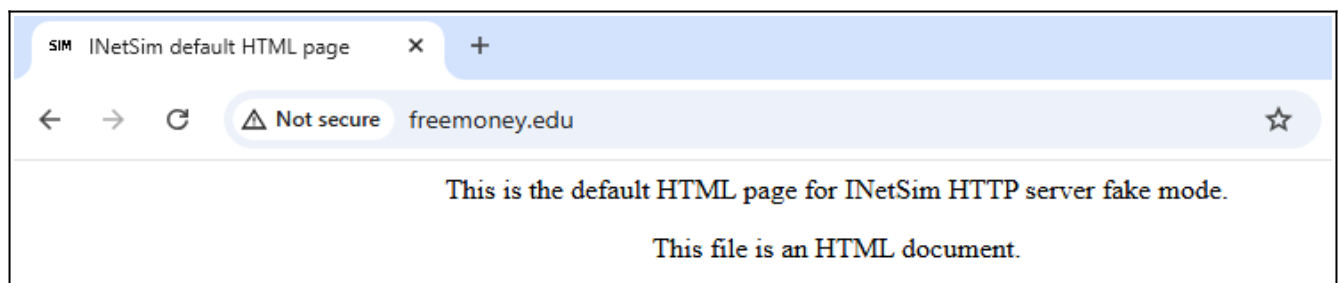 SIM INetSim default HTML page
Not secure freemoney.edu
This is the default HTML page for INetSim HTTP server fake mode.
This file is an HTML document.